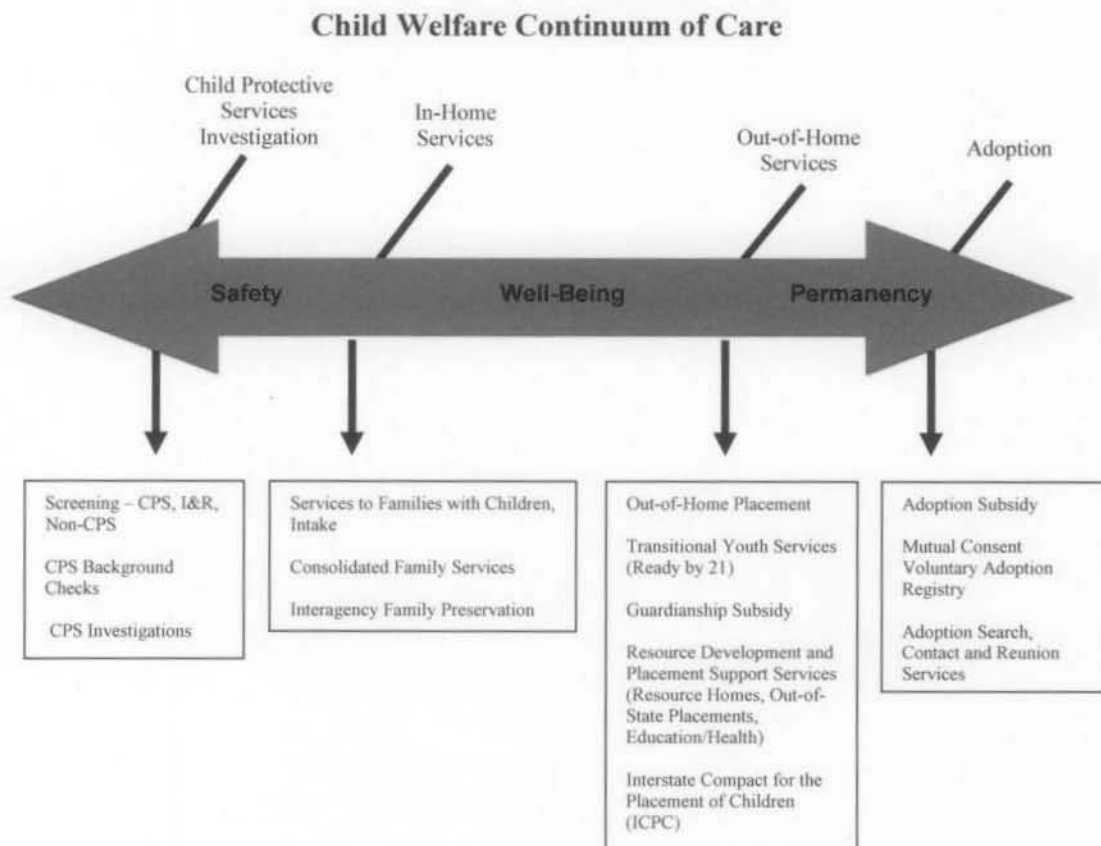 Child Welfare Continuum of Care
Child Protective
Services
Investigation
In-Home
Services
Out-of-Home
Services
Adoption
Safety
Well-Being
Permanency
Screening – CPS, I&R,
Non-CPS
CPS Background
Checks
CPS Investigations
Services to Families with Children,
Intake
Consolidated Family Services
Interagency Family Preservation
Out-of-Home Placement
Transitional Youth Services
(Ready by 21)
Guardianship Subsidy
Resource Development and
Placement Support Services
(Resource Homes, Out-of-
State Placements,
Education/Health)
Interstate Compact for the
Placement of Children
(ICPC)
Adoption Subsidy
Mutual Consent
Voluntary Adoption
Registry
Adoption Search,
Contact and Reunion
Services